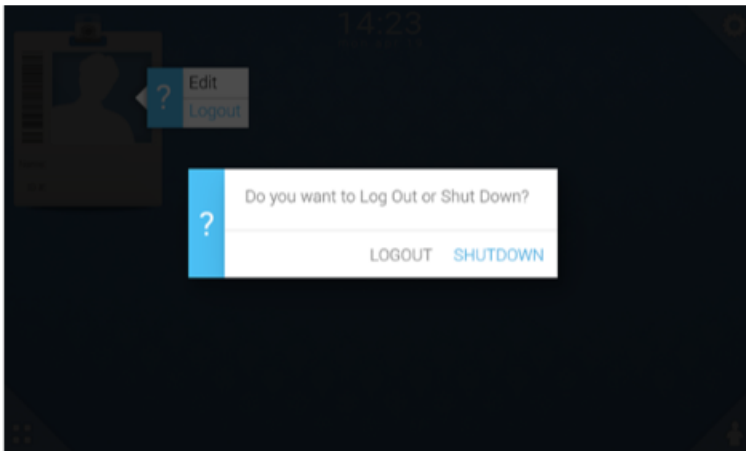 14:23
?
Edit
Logout
?
Do you want to Log Out or Shut Down?
LOGOUT SHUTDOWN